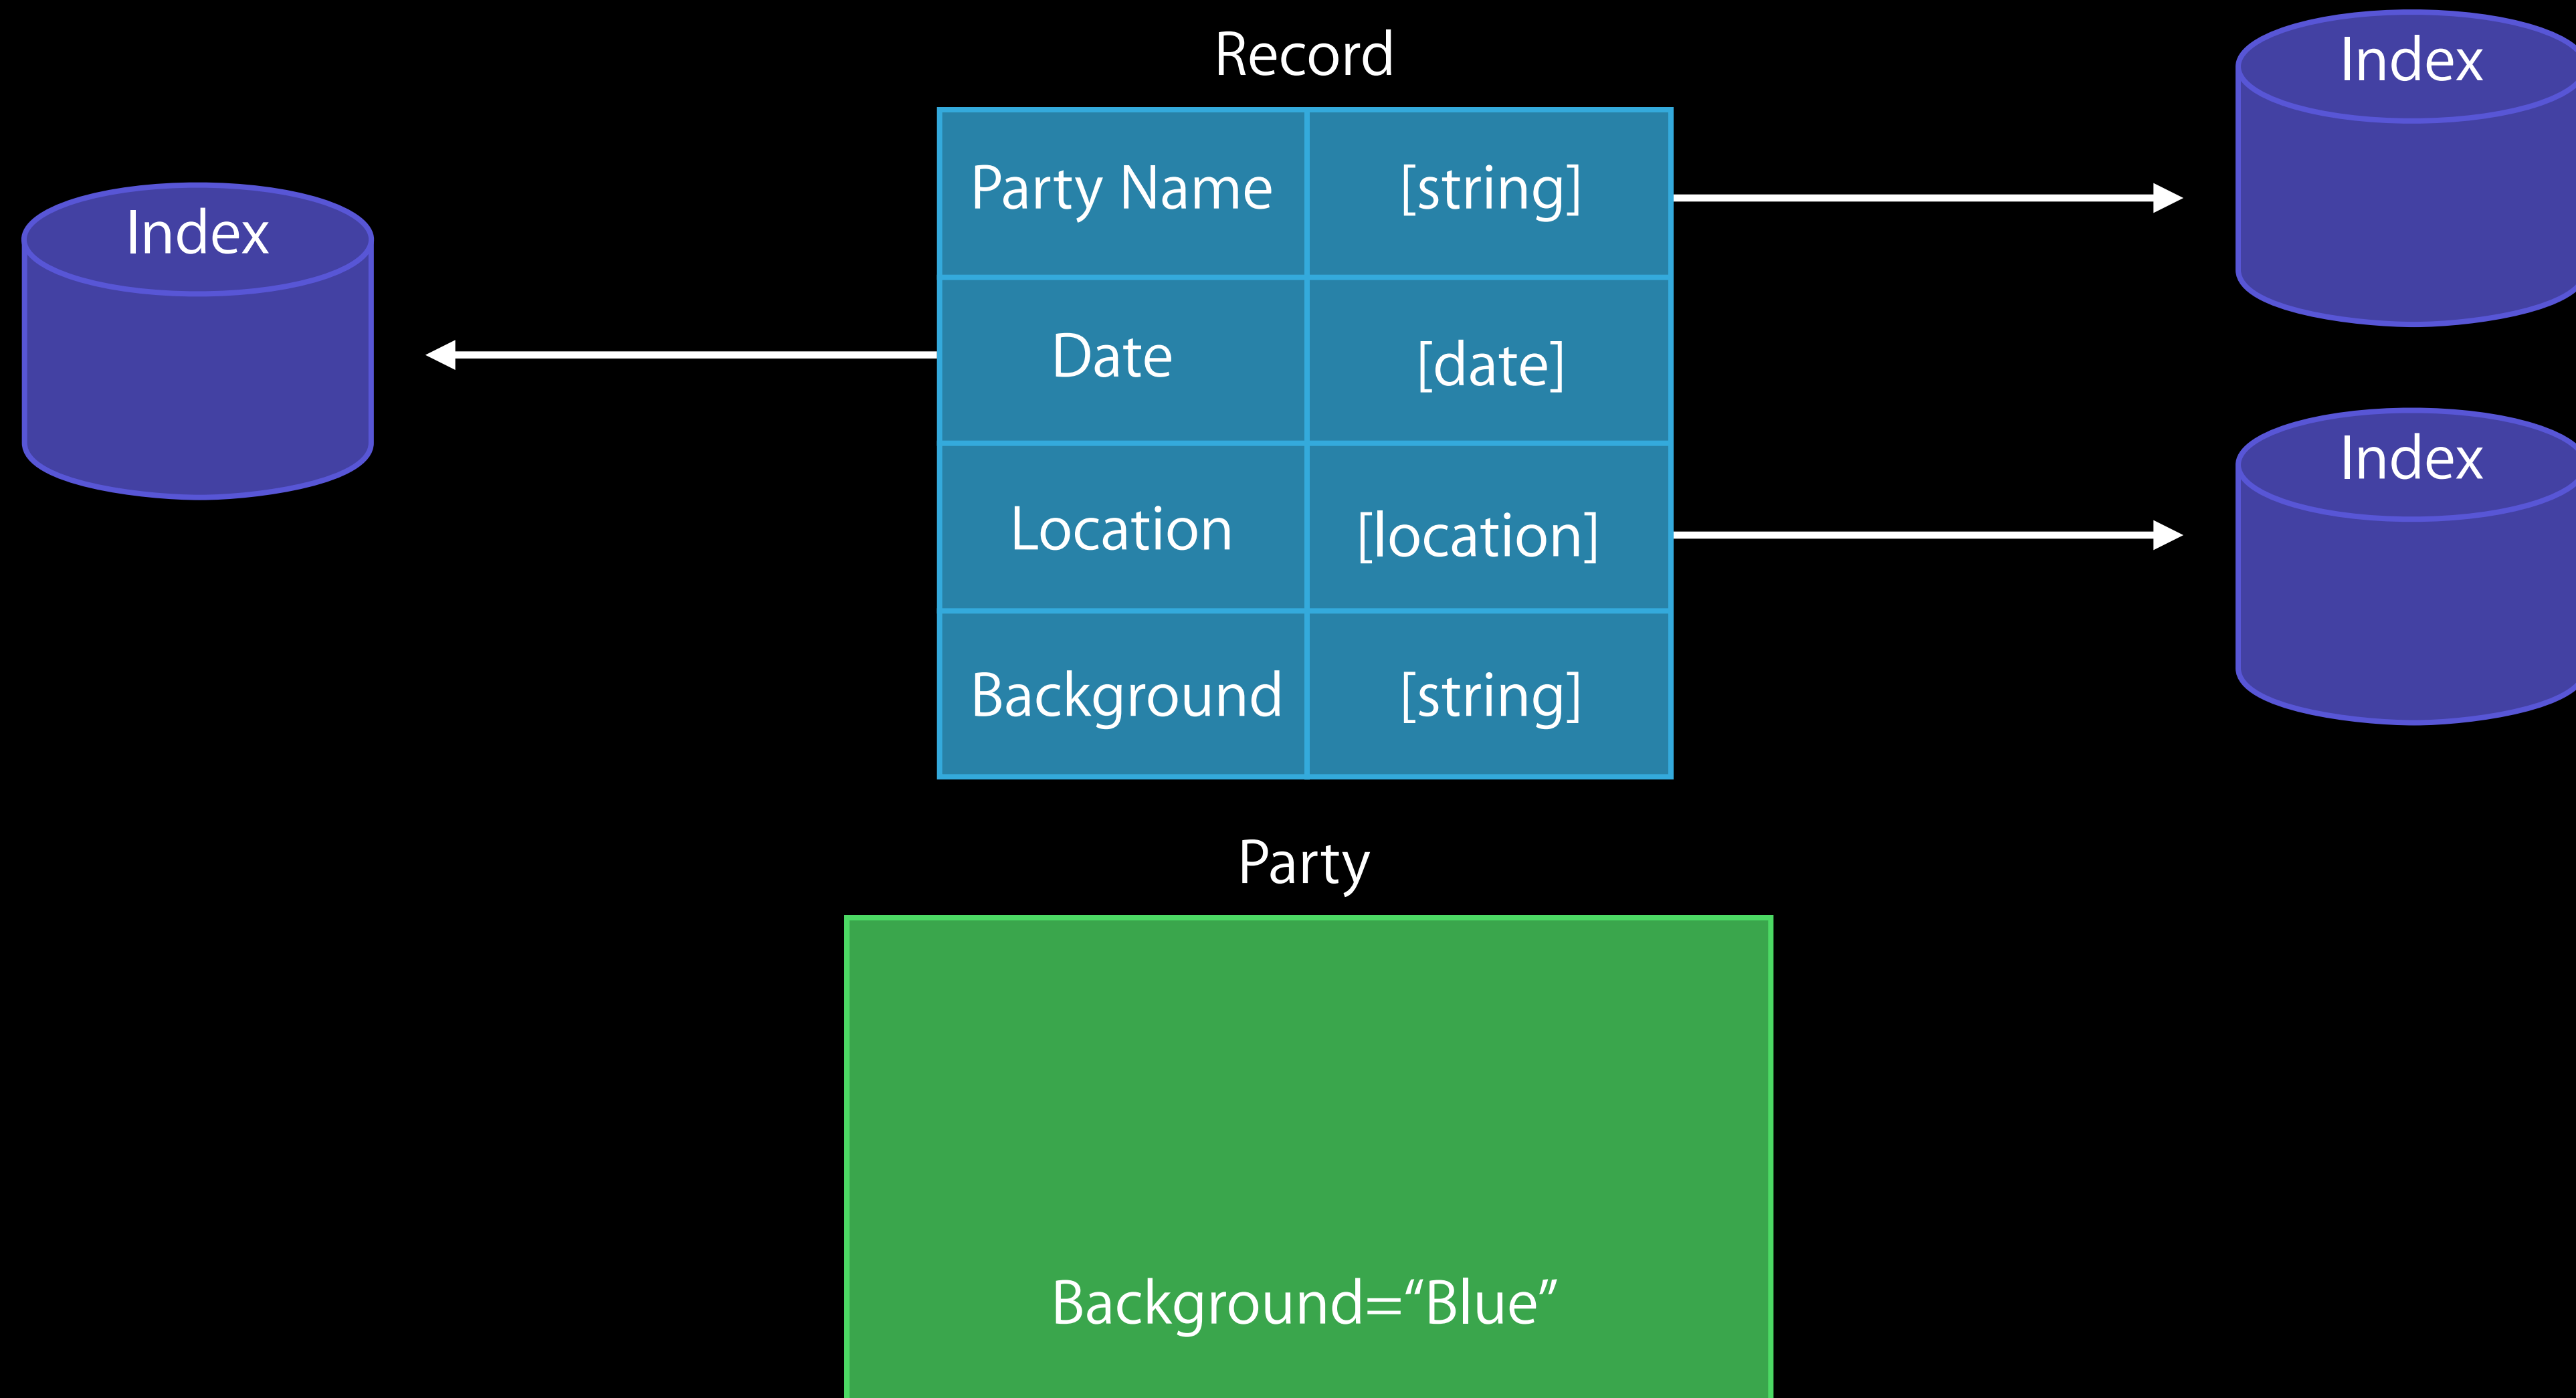 Record
Index
Index
Party Name [string]
Date [date]
Index
Location [location]
Background [string]
Party
Background=“Blue”